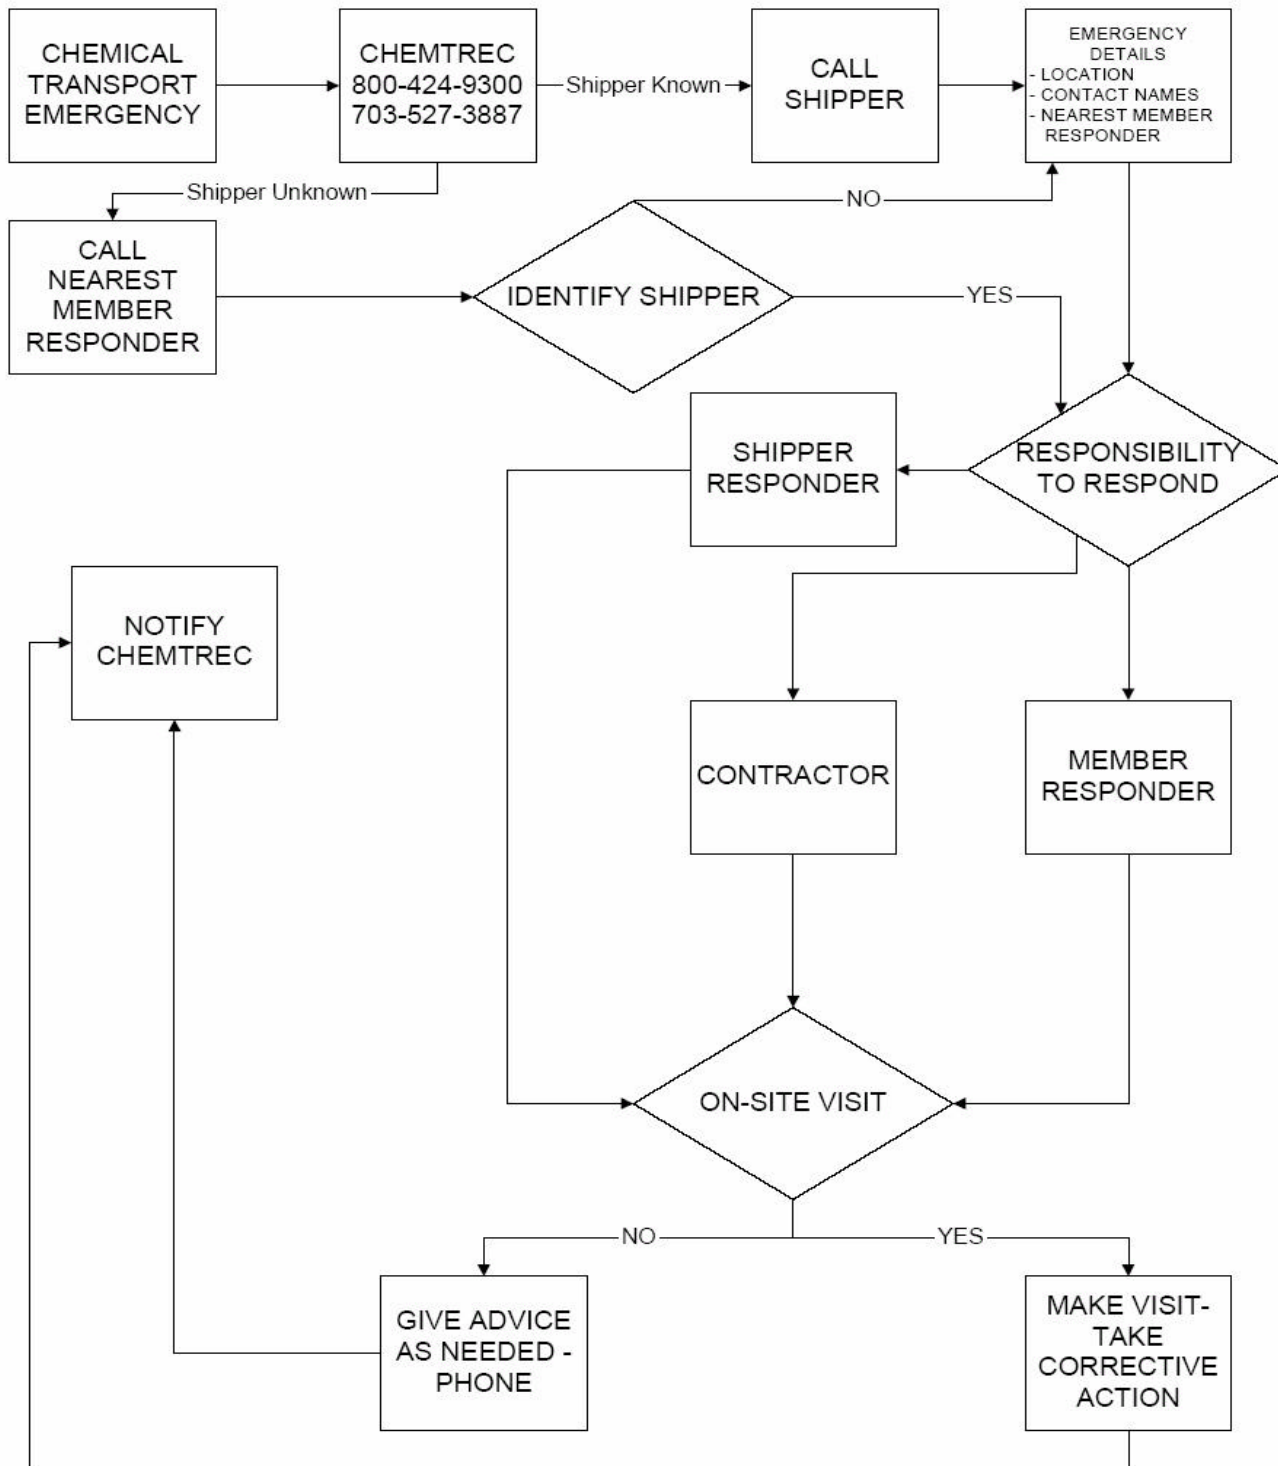 CHEMICAL
TRANSPORT
EMERGENCY
CHEMTREC
800-424-9300
703-527-3887
Shipper Known
CALL
SHIPPER
EMERGENCY
DETAILS
- LOCATION
- CONTACT NAMES
- NEAREST MEMBER
RESPONDER
Shipper Unknown
NO
CALL
NEAREST
MEMBER
RESPONDER
IDENTIFY SHIPPER
YES
SHIPPER
RESPONDER
RESPONSIBILITY
TO RESPOND
NOTIFY
CHEMTREC
CONTRACTOR
MEMBER
RESPONDER
ON-SITE VISIT
NO
YES
GIVE ADVICE
AS NEEDED -
PHONE
MAKE VISIT-
TAKE
CORRECTIVE
ACTION